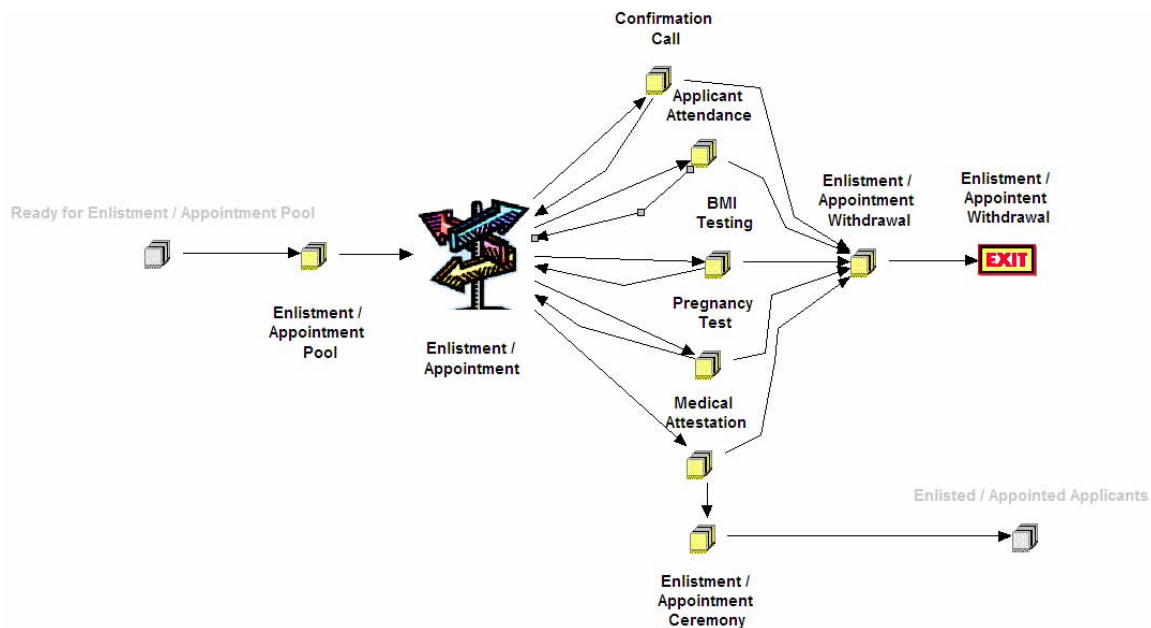 Confirmation
Call
Applicant
Attendance
Ready for Enlistment / Appointment Pool
BMI
Testing
Enlistment /
Appointment
Withdrawal
Enlistment /
Appointent
Withdrawal
EXIT
Enlistment /
Appointment
Pool
Enlistment /
Appointment
Pregnancy
Test
Medical
Attestation
Enlisted / Appointed Applicants
Enlistment /
Appointment
Ceremony